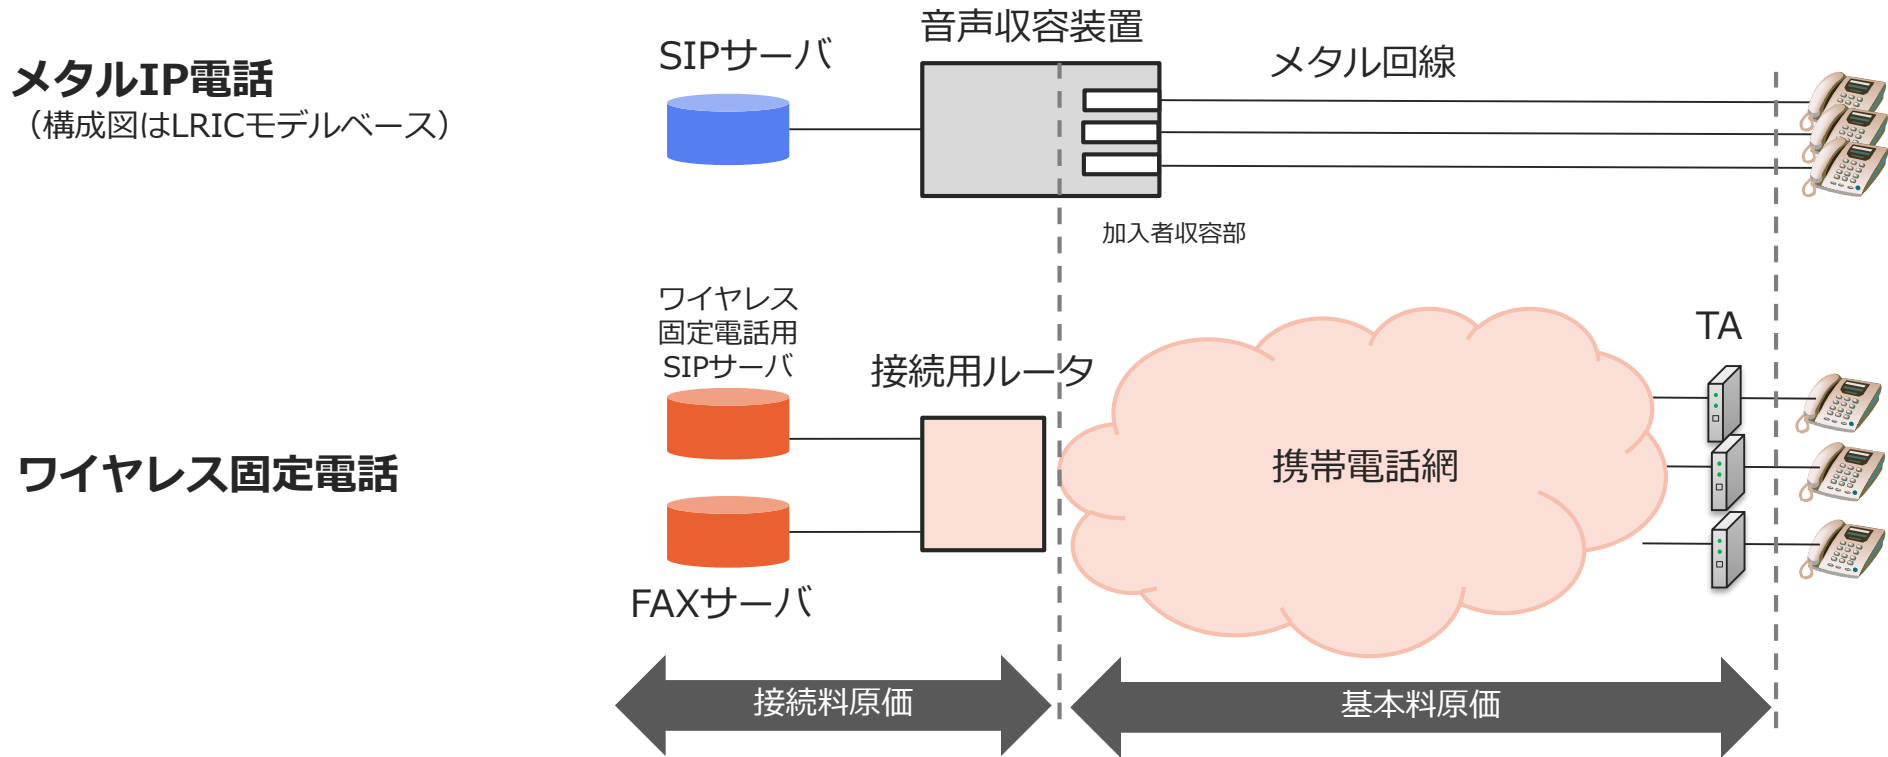 音声収容装置
SIPサーバ
メタル回線
メタルIP電話
（構成図はLRICモデルベース）
加入者収容部
ワイヤレス
固定電話用
SIPサーバ
TA
接続用ルータ
携帯電話網
ワイヤレス固定電話
FAXサーバ
接続料原価
基本料原価